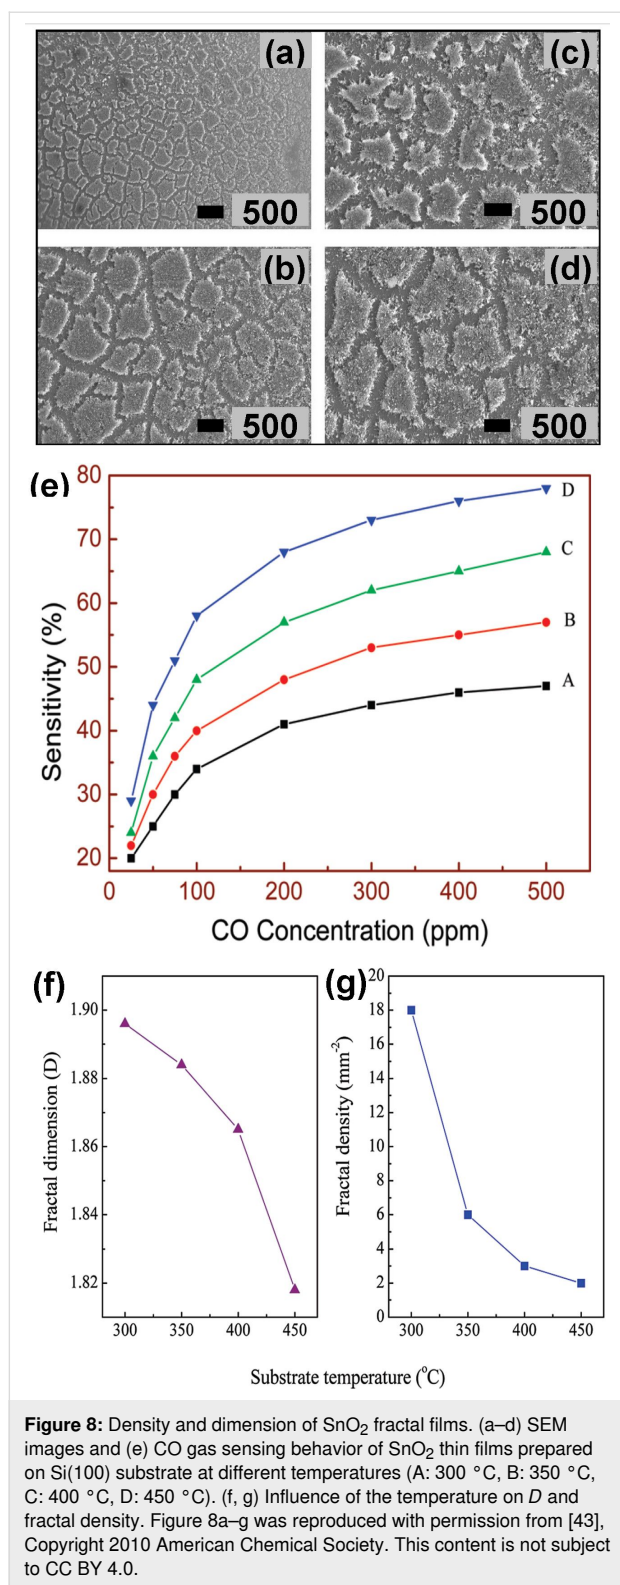 (a)
500
(c)
500
(b)
500
(d)
500
(e)
80
70
60
50
40
30
20
Sensitivity (%)
D
C
B
A
0
100
200
300
400
500
CO Concentration (ppm)
(f)
1.90
1.88
1.86
1.84
1.82
Fractal dimension (D)
300
350
400
450
(g)
20
18
16
14
12
10
8
6
4
2
0
Fractal density (mm⁻²)
300
350
400
450
Substrate temperature (°C)
Figure 8: Density and dimension of SnO₂ fractal films. (a–d) SEM
images and (e) CO gas sensing behavior of SnO₂ thin films prepared
on Si(100) substrate at different temperatures (A: 300 °C, B: 350 °C,
C: 400 °C, D: 450 °C). (f, g) Influence of the temperature on D and
fractal density. Figure 8a–g was reproduced with permission from [43],
Copyright 2010 American Chemical Society. This content is not subject
to CC BY 4.0.